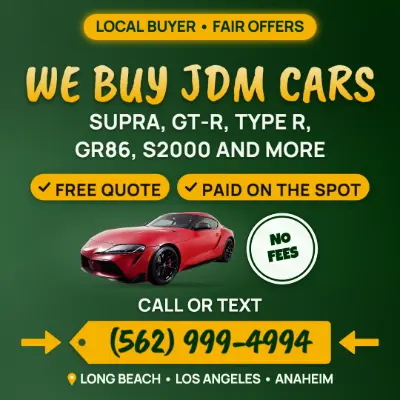 LOCAL BUYER • FAIR OFFERS
WE BUY JDM CARS
SUPRA, GT-R, TYPE R,
GR86, S2000 AND MORE
FREE QUOTE
PAID ON THE SPOT
NO
FEES
CALL OR TEXT
(562) 999-4994
LONG BEACH • LOS ANGELES • ANAHEIM